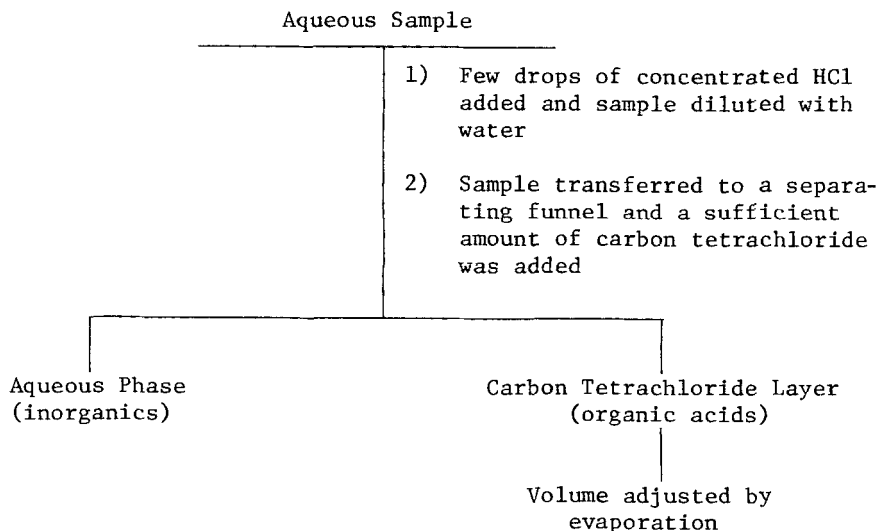 Aqueous Sample
1) Few drops of concentrated HCl
added and sample diluted with
water
2) Sample transferred to a separa-
ting funnel and a sufficient
amount of carbon tetrachloride
was added
Aqueous Phase
(inorganics)
Carbon Tetrachloride Layer
(organic acids)
Volume adjusted by
evaporation